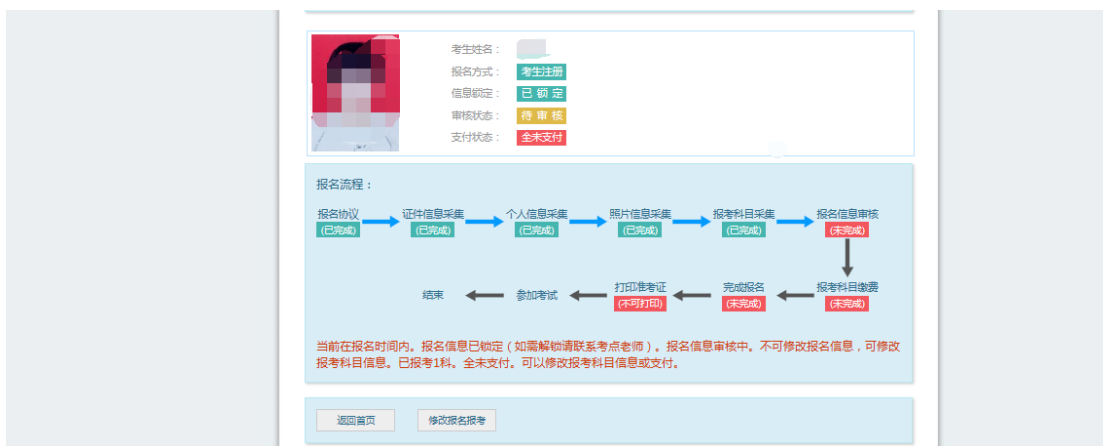 考生姓名：
报名方式： 考生注册
信息锁定： 已 锁 定
审核状态： 待 审 核
支付状态： 全未支付
报名流程：
报名协议 证件信息采集 个人信息采集 照片信息采集 报考科目采集 报名信息审核
(已完成) (已完成) (已完成) (已完成) (已完成) (未完成)
结束 参加考试 打印准考证 完成报名 报考科目缴费
(不可打印) (未完成) (未完成)
当前在报名时间内。报名信息已锁定（如需解锁请联系考点老师）。报名信息审核中。不可修改报名信息，可修改
报考科目信息。已报考1科。全未支付。可以修改报考科目信息或支付。
返回首页 修改报名报考